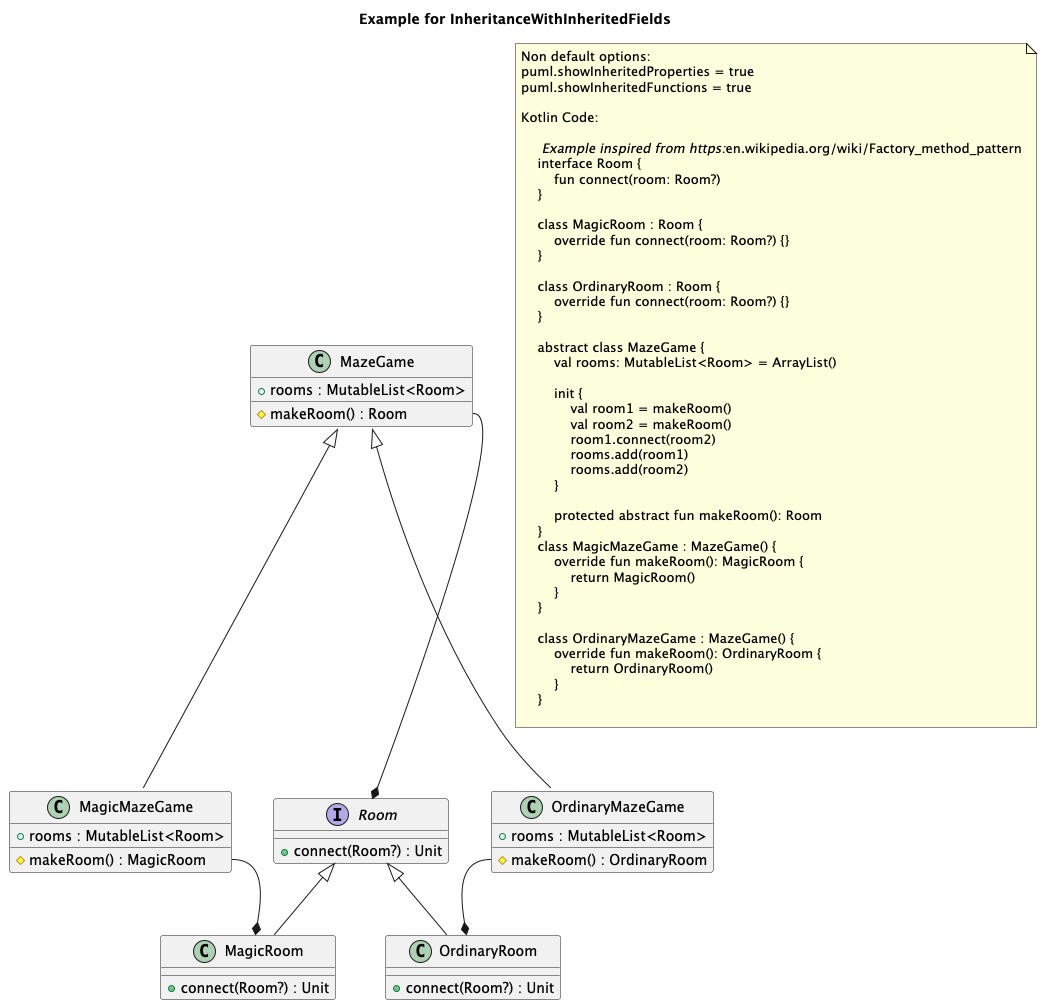 Example for InheritanceWithInheritedFields
Non default options:
puml.showInheritedProperties = true
puml.showInheritedFunctions = true
Kotlin Code:
Example inspired from https:en.wikipedia.org/wiki/Factory_method_pattern
interface Room {
fun connect(room: Room?)
}
class MagicRoom : Room {
override fun connect(room: Room?) {}
}
class OrdinaryRoom : Room {
override fun connect(room: Room?) {}
}
abstract class MazeGame {
val rooms: MutableList<Room> = ArrayList()
init {
val room1 = makeRoom()
val room2 = makeRoom()
room1.connect(room2)
rooms.add(room1)
rooms.add(room2)
}
protected abstract fun makeRoom(): Room
}
class MagicMazeGame : MazeGame() {
override fun makeRoom(): MagicRoom {
return MagicRoom()
}
}
class OrdinaryMazeGame : MazeGame() {
override fun makeRoom(): OrdinaryRoom {
return OrdinaryRoom()
}
}
C MazeGame
rooms : MutableList<Room>
makeRoom() : Room
C MagicMazeGame
rooms : MutableList<Room>
makeRoom() : MagicRoom
I Room
connect(Room?) : Unit
C OrdinaryMazeGame
rooms : MutableList<Room>
makeRoom() : OrdinaryRoom
C MagicRoom
connect(Room?) : Unit
C OrdinaryRoom
connect(Room?) : Unit